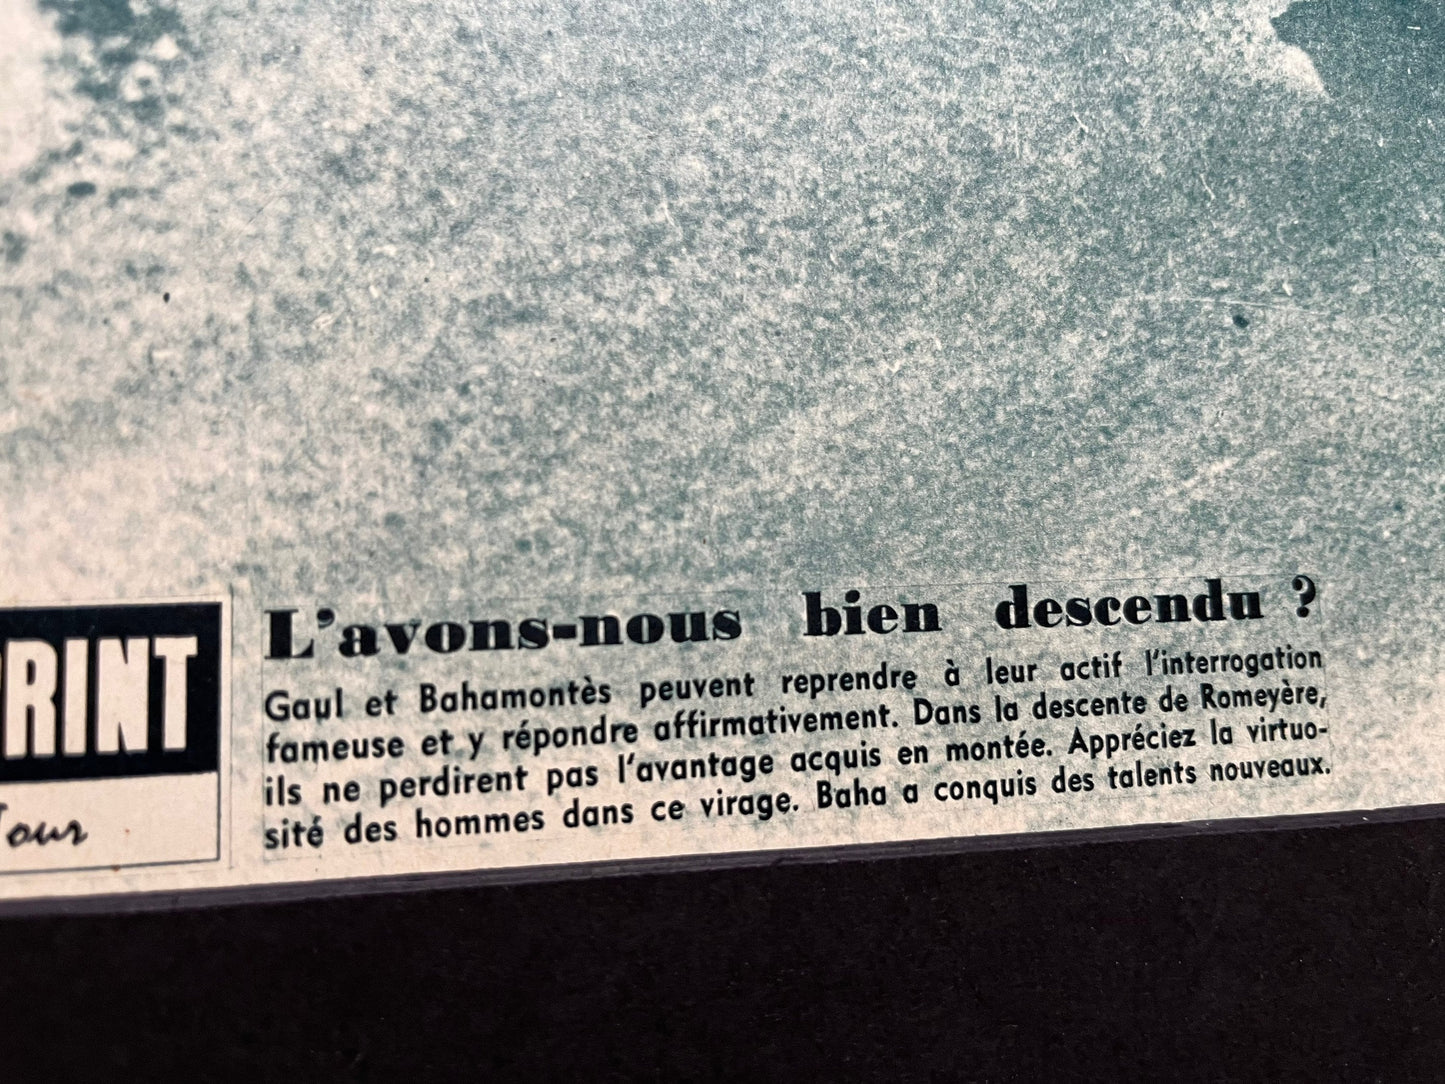 L'avons-nous bien descendu ?
Gaul et Bahamontès peuvent reprendre à leur actif l'interrogation
fameuse et y répondre affirmativement. Dans la descente de Romeyère,
ils ne perdirent pas l'avantage acquis en montée. Appréciez la virtuo-
sité des hommes dans ce virage. Baha a conquis des talents nouveaux.
PRINT
Tour